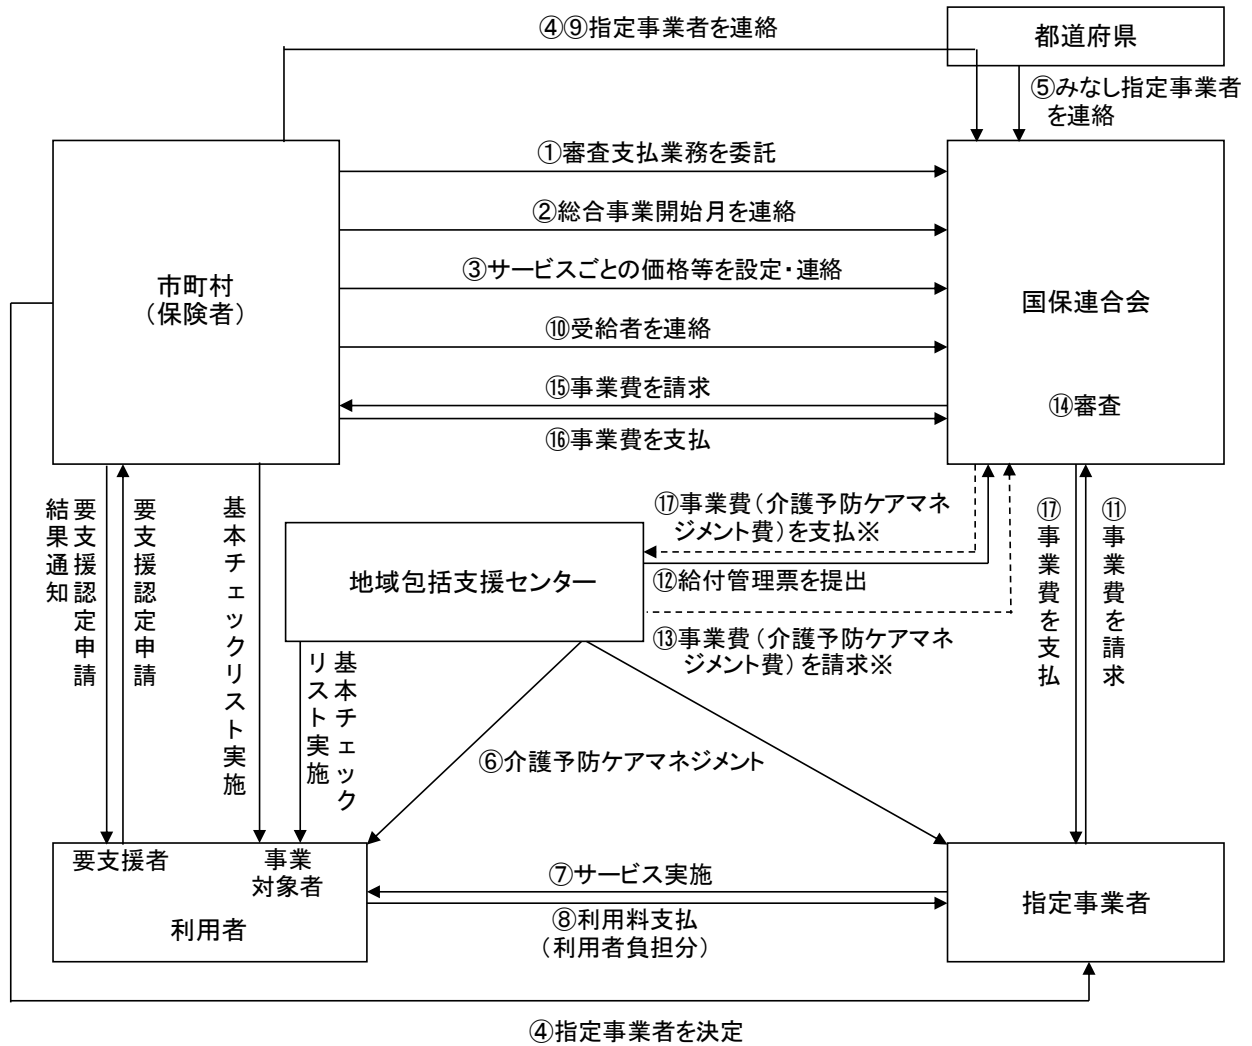 ④⑨指定事業者を連絡
都道府県
⑤みなし指定事業者
を連絡
①審査支払業務を委託
②総合事業開始月を連絡
③サービスごとの価格等を設定・連絡
市町村
（保険者）
国保連合会
⑩受給者を連絡
⑮事業費を請求
⑭審査
⑯事業費を支払
要支援認定申請
結果通知
要支援認定申請
基本チェックリスト実施
⑰事業費（介護予防ケアマネ
ジメント費）を支払※
地域包括支援センター
⑫給付管理票を提出
⑬事業費（介護予防ケアマネ
ジメント費）を請求※
⑰事業費を支払
⑪事業費を請求
基本チェック
リスト実施
⑥介護予防ケアマネジメント
要支援者
事業
対象者
利用者
⑦サービス実施
⑧利用料支払
（利用者負担分）
指定事業者
④指定事業者を決定